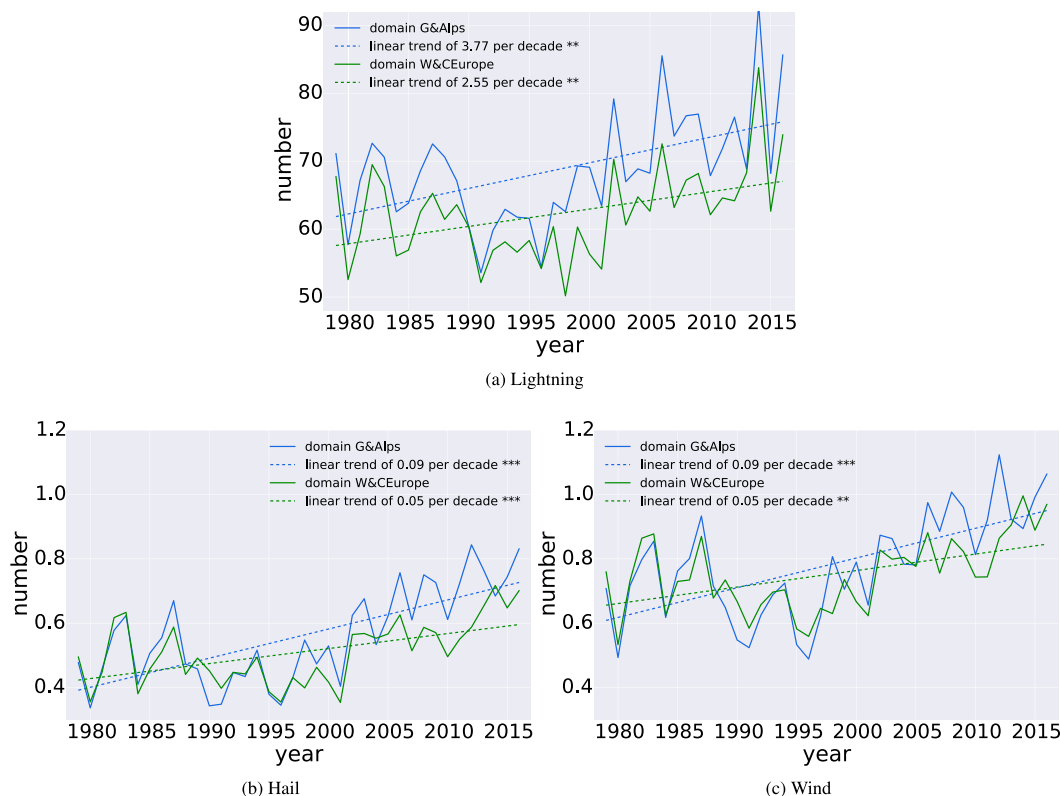 90
80
70
60
50
number
domain G&Alps
linear trend of 3.77 per decade **
domain W&CEurope
linear trend of 2.55 per decade **
1980 1985 1990 1995 2000 2005 2010 2015
year
(a) Lightning
1.2
1.0
0.8
0.6
0.4
number
domain G&Alps
linear trend of 0.09 per decade ***
domain W&CEurope
linear trend of 0.05 per decade ***
1980 1985 1990 1995 2000 2005 2010 2015
year
(b) Hail
1.2
1.0
0.8
0.6
0.4
number
domain G&Alps
linear trend of 0.09 per decade ***
domain W&CEurope
linear trend of 0.05 per decade **
1980 1985 1990 1995 2000 2005 2010 2015
year
(c) Wind